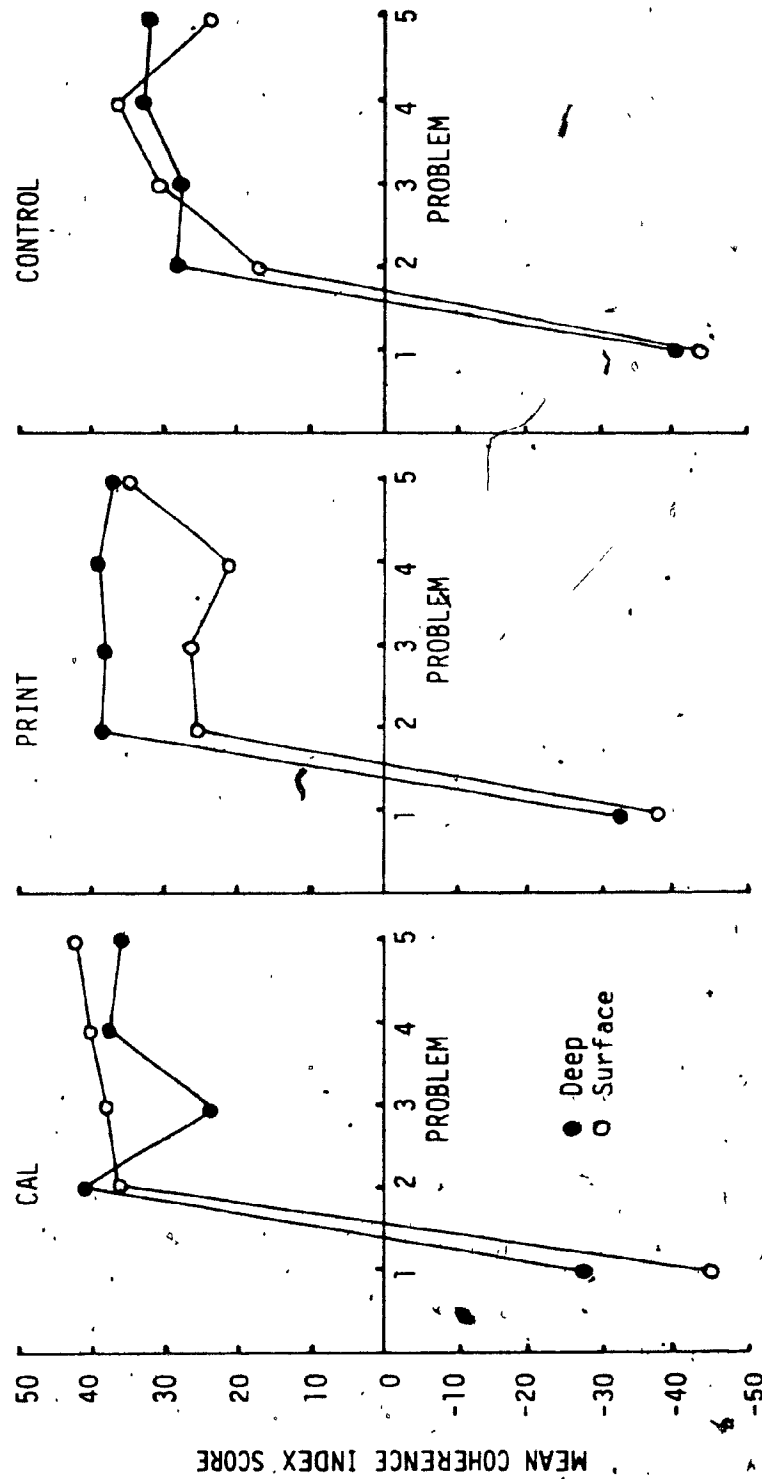 CAL
PRINT
CONTROL
MEAN COHERENCE INDEX SCORE
50
40
30
20
10
0
-10
-20
-30
-40
-50
1 2 3 4 5
PROBLEM
Deep
Surface
1 2 3 4 5
PROBLEM
1 2 3 4 5
PROBLEM